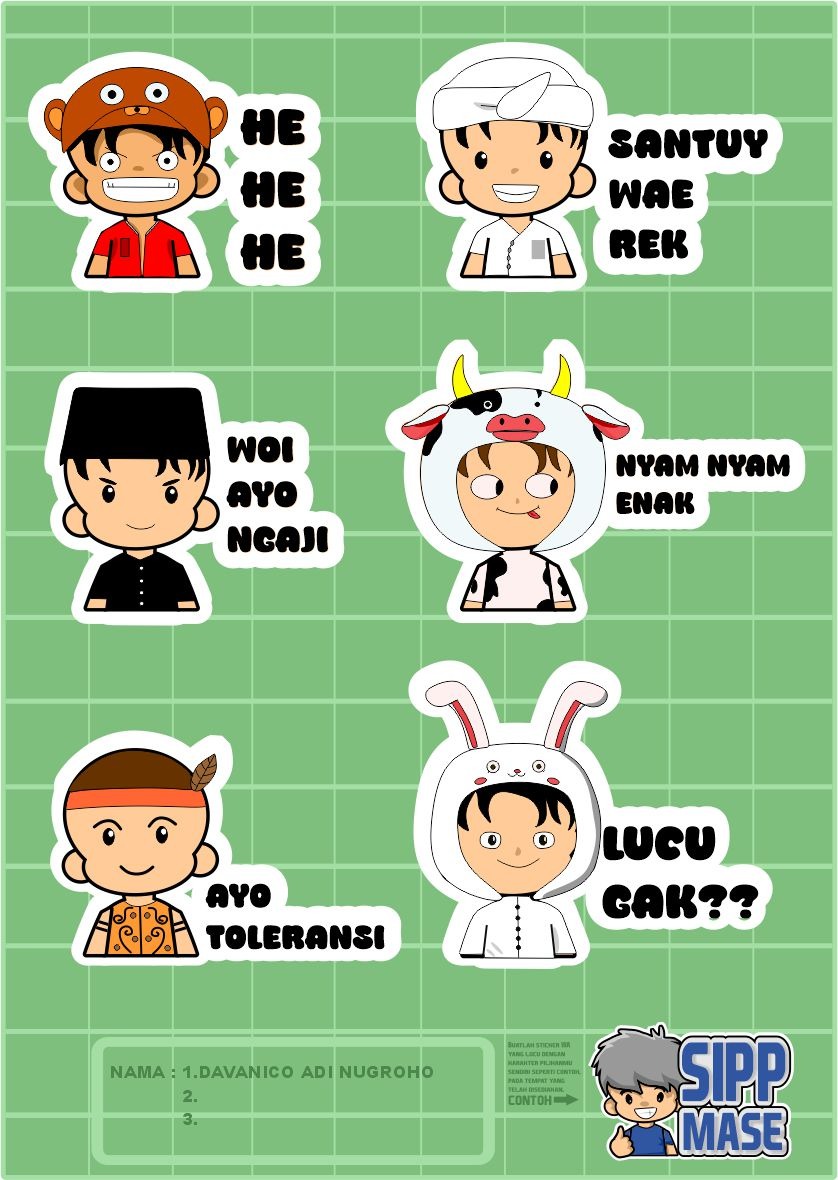 HE
HE
HE
SANTUY
WAE
REK
WOI
AYO
NGAJI
NYAM NYAM
ENAK
AYO
TOLERANSI
LUCU
GAK??
NAMA : 1.DAVANICO ADI NUGROHO
2.
3.
BUATLAH STICKER WA
YANG LUCU DENGAN
KARAKTER PILIHANMU
SENDIRI SEPERTI CONTOH.
PADA TEMPAT YANG
TELAH DISEDIAKAN.
CONTOH
SIPP
MASE